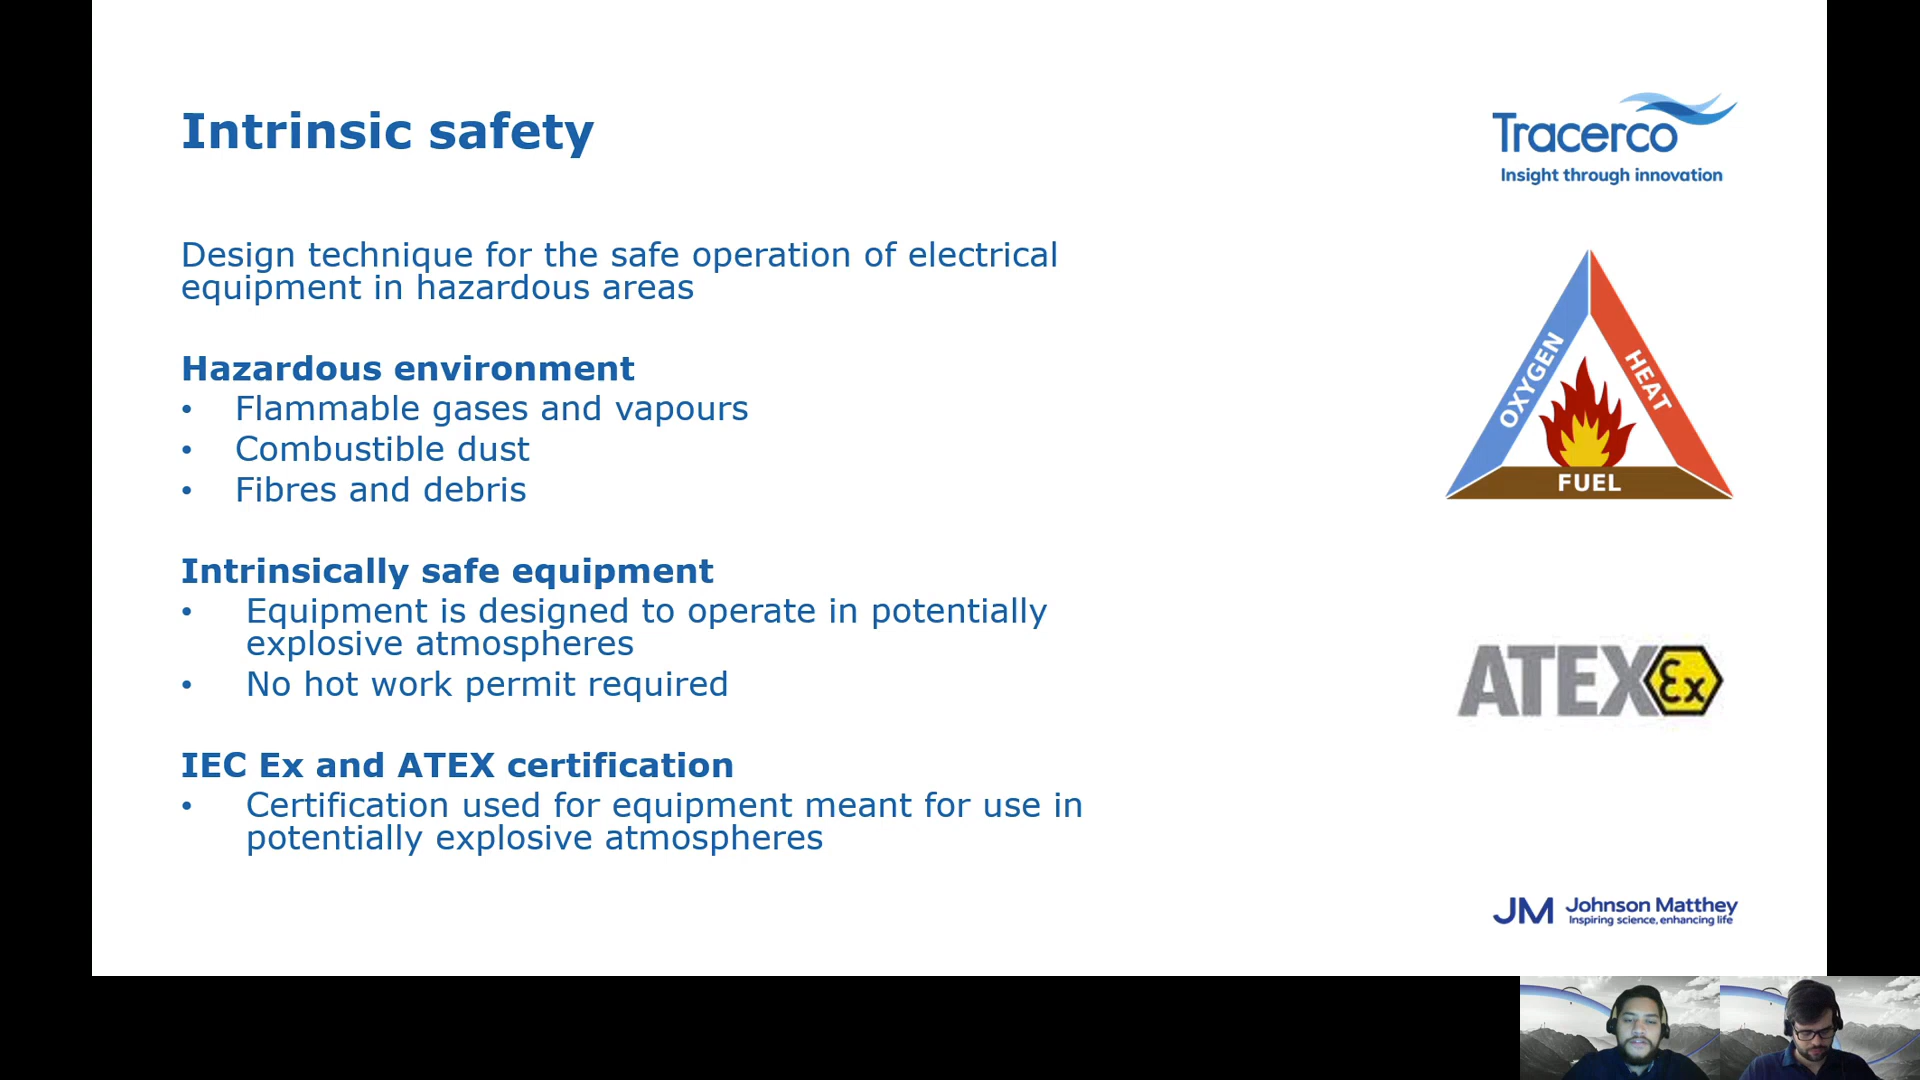 Intrinsic safety
Tracerco
Insight through innovation
Design technique for the safe operation of electrical
equipment in hazardous areas
Hazardous environment
• Flammable gases and vapours
• Combustible dust
• Fibres and debris
OXYGEN
HEAT
FUEL
Intrinsically safe equipment
• Equipment is designed to operate in potentially
explosive atmospheres
• No hot work permit required
ATEX Ex
IEC Ex and ATEX certification
• Certification used for equipment meant for use in
potentially explosive atmospheres
JM Johnson Matthey
Inspiring science, enhancing life